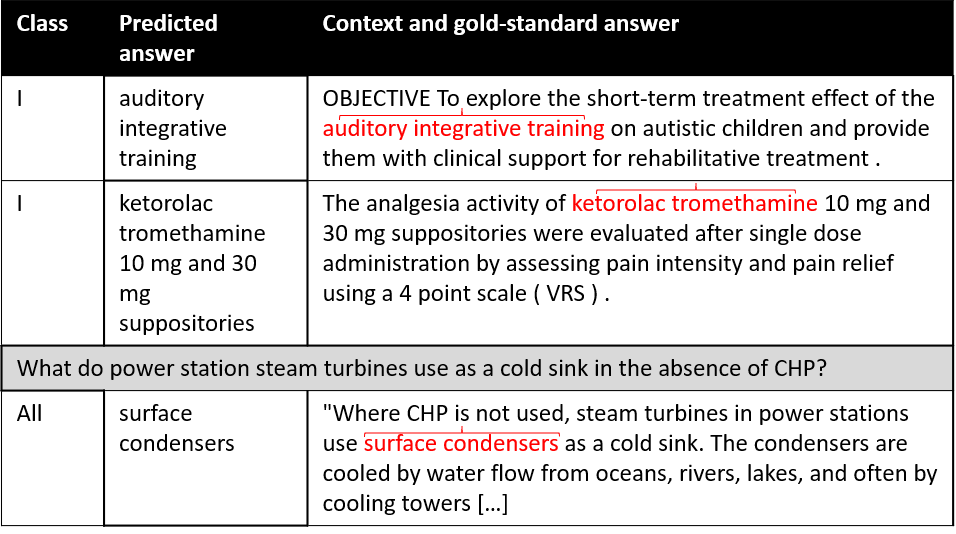 Class Predicted answer Context and gold-standard answer
I
auditory
integrative
training
OBJECTIVE To explore the short-term treatment effect of the
auditory integrative training on autistic children and provide
them with clinical support for rehabilitative treatment .
I
ketorolac
tromethamine
10 mg and 30
mg
suppositories
The analgesia activity of ketorolac tromethamine 10 mg and
30 mg suppositories were evaluated after single dose
administration by assessing pain intensity and pain relief
using a 4 point scale ( VRS ) .
What do power station steam turbines use as a cold sink in the absence of CHP?
All
surface
condensers
"Where CHP is not used, steam turbines in power stations
use surface condensers as a cold sink. The condensers are
cooled by water flow from oceans, rivers, lakes, and often by
cooling towers […]